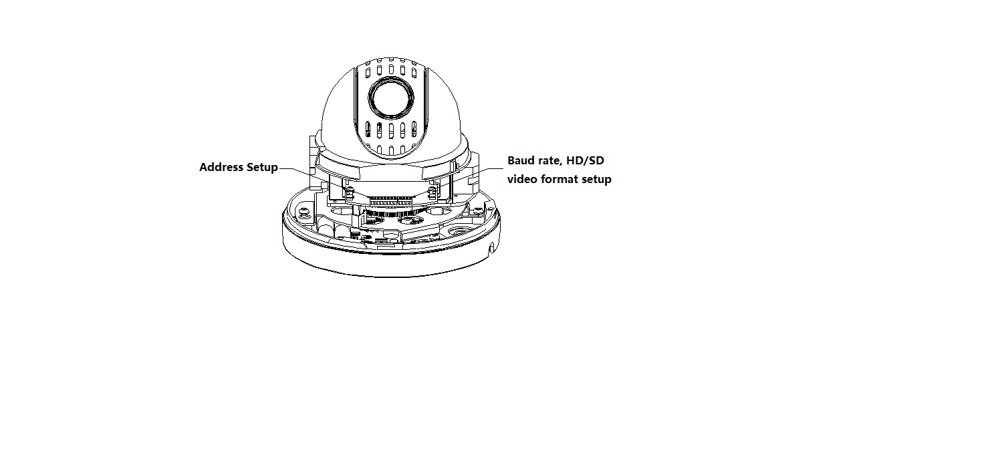 Address Setup
Baud rate, HD/SD
video format setup